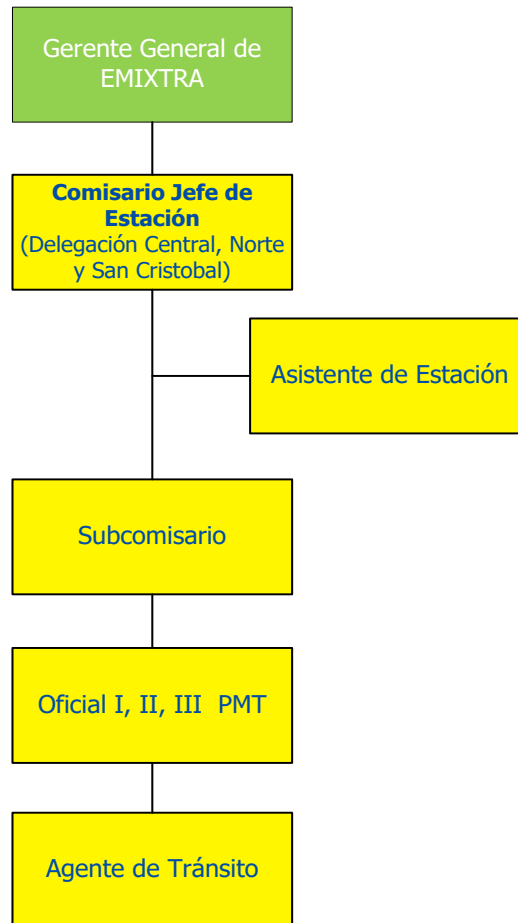 Gerente General de
EMIXTRA
Comisario Jefe de
Estación
(Delegación Central, Norte
y San Cristobal)
Asistente de Estación
Subcomisario
Oficial I, II, III  PMT
Agente de Tránsito